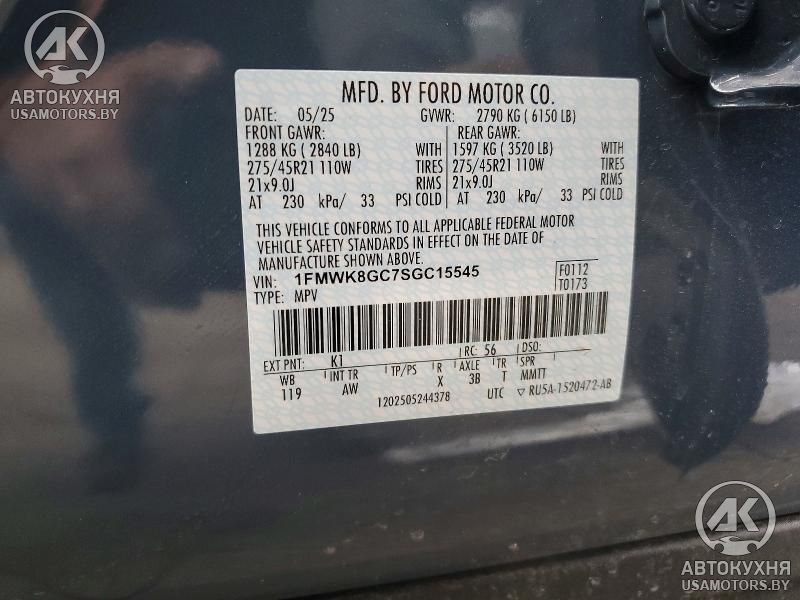 AK
АВТОКУХНЯ
USAMOTORS.BY
MFD. BY FORD MOTOR CO.
DATE: 05/25 GVWR: 2790 KG ( 6150 LB)
FRONT GAWR: REAR GAWR:
1288 KG ( 2840 LB) WITH 1597 KG ( 3520 LB) WITH
275/45R21 110W TIRES 275/45R21 110W TIRES
21x9.0J RIMS 21x9.0J RIMS
AT 230 kPa/ 33 PSI COLD AT 230 kPa/ 33 PSI COLD
THIS VEHICLE CONFORMS TO ALL APPLICABLE FEDERAL MOTOR
VEHICLE SAFETY STANDARDS IN EFFECT ON THE DATE OF
MANUFACTURE SHOWN ABOVE.
VIN: 1FMWK8GC7SGC15545 F0112
TYPE: MPV T0173
EXT PNT: K1 RC: 56 DSO:
WB INT TR TP/PS R AXLE TR SPR
119 AW X 3B T MMTT
1202505244378 UTC ▽ RU5A-1520472-AB
AK
АВТОКУХНЯ
USAMOTORS.BY